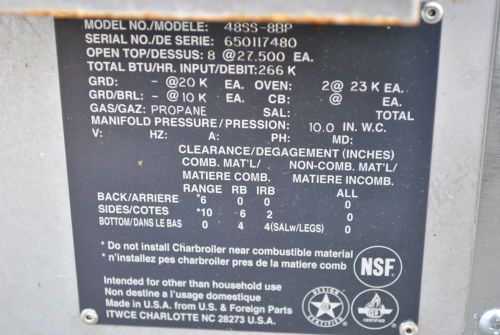 MODEL NO./MODELE: 48SS-8BP
SERIAL NO./DE SERIE: 650117480
OPEN TOP/DESSUS: 8 @27.500 EA.
TOTAL BTU/HR. INPUT/DEBIT:266 K
GRD: -@20 K EA. OVEN: 2@ 23 K EA.
GRD/BRL: -@10 K EA. CB: @ EA.
GAS/GAZ: PROPANE SAL: TOTAL
MANIFOLD PRESSURE/PRESSION: 10.0 IN. W.C.
V: HZ: A: PH: MD:
CLEARANCE/DEGAGEMENT (INCHES)
COMB. MAT'L/ NON-COMB. MAT'L/
MATIERE COMB. MATIERE INCOMB.
RANGE RB IRB ALL
BACK/ARRIERE *6 0 0 0
SIDES/COTES *10 6 2 0
BOTTOM/DANS LE BAS 0 4 4(SALw/LEGS) 0
* Do not install Charbroiler near combustible material
* n'installez pes charbroiler pres de la matiere comb
NSF.
Intended for other than household use
Non destine a l'usage domestique
Made in U.S.A. from U.S. & Foreign Parts
ITWCE CHARLOTTE NC 28273 U.S.A.
DESIGN
CERTIFIED